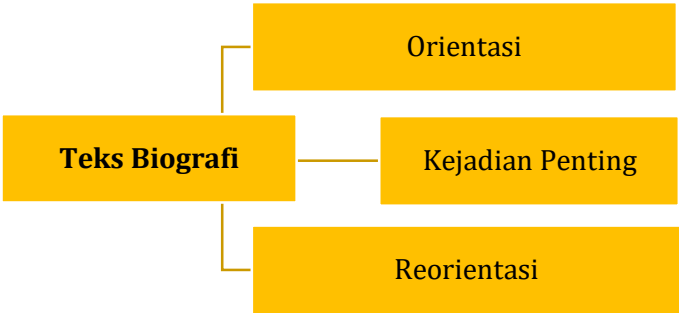 Orientasi
Teks Biografi
Kejadian Penting
Reorientasi